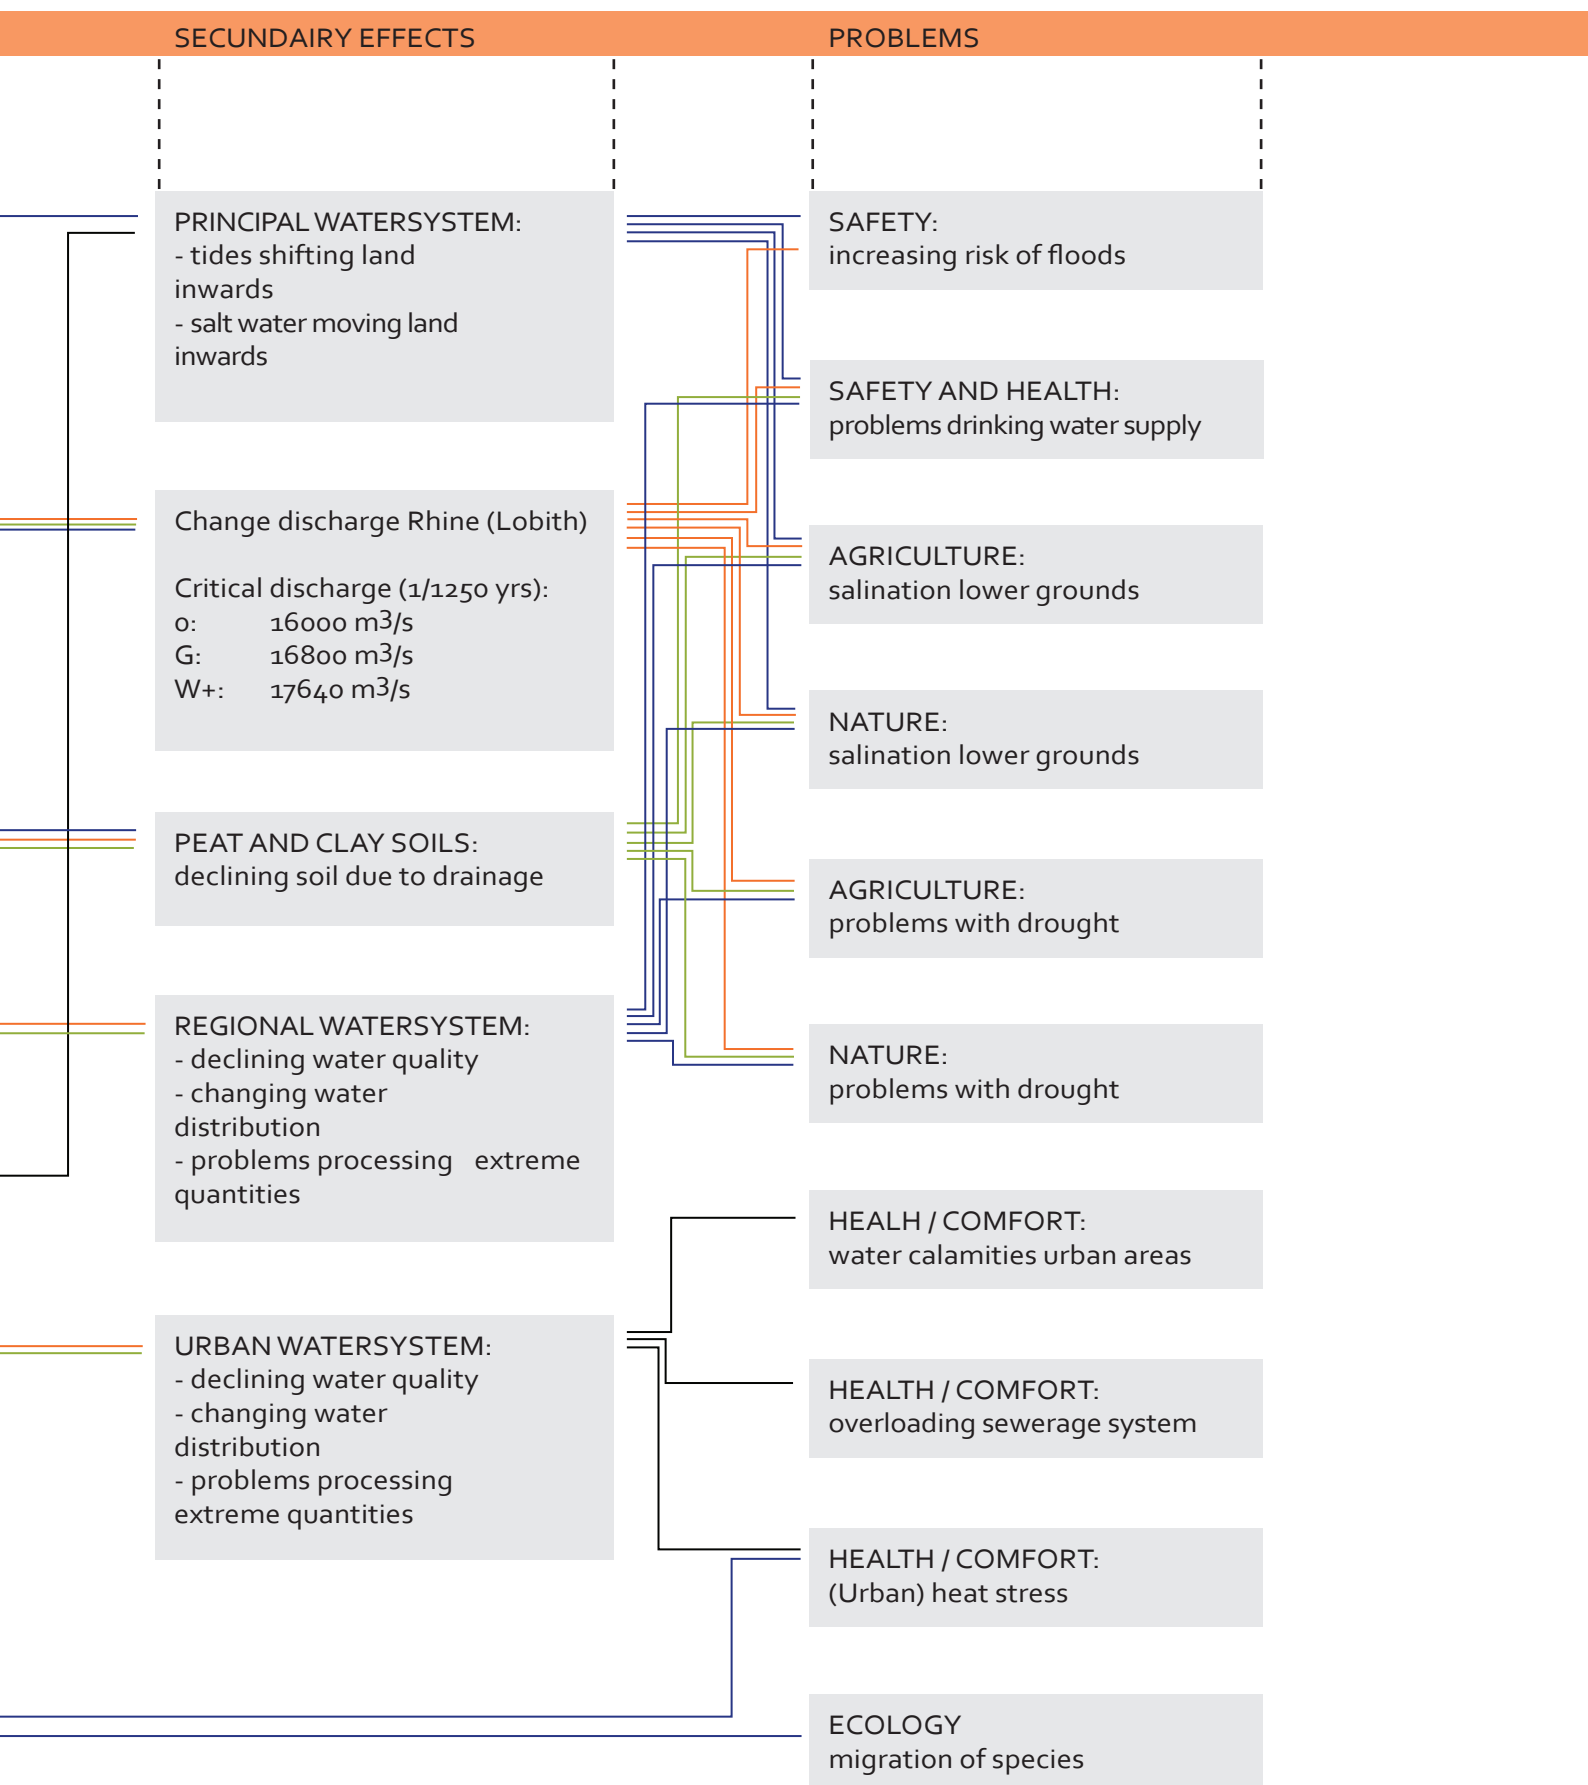 SECUNDAIRY EFFECTS
PROBLEMS
PRINCIPAL WATERSYSTEM:
- tides shifting land
inwards
- salt water moving land
inwards
Change discharge Rhine (Lobith)
Critical discharge (1/1250 yrs):
0: 16000 m3/s
G: 16800 m3/s
W+: 17640 m3/s
PEAT AND CLAY SOILS:
declining soil due to drainage
REGIONAL WATERSYSTEM:
- declining water quality
- changing water
distribution
- problems processing extreme
quantities
URBAN WATERSYSTEM:
- declining water quality
- changing water
distribution
- problems processing
extreme quantities
SAFETY:
increasing risk of floods
SAFETY AND HEALTH:
problems drinking water supply
AGRICULTURE:
salination lower grounds
NATURE:
salination lower grounds
AGRICULTURE:
problems with drought
NATURE:
problems with drought
HEALH / COMFORT:
water calamities urban areas
HEALTH / COMFORT:
overloading sewerage system
HEALTH / COMFORT:
(Urban) heat stress
ECOLOGY
migration of species